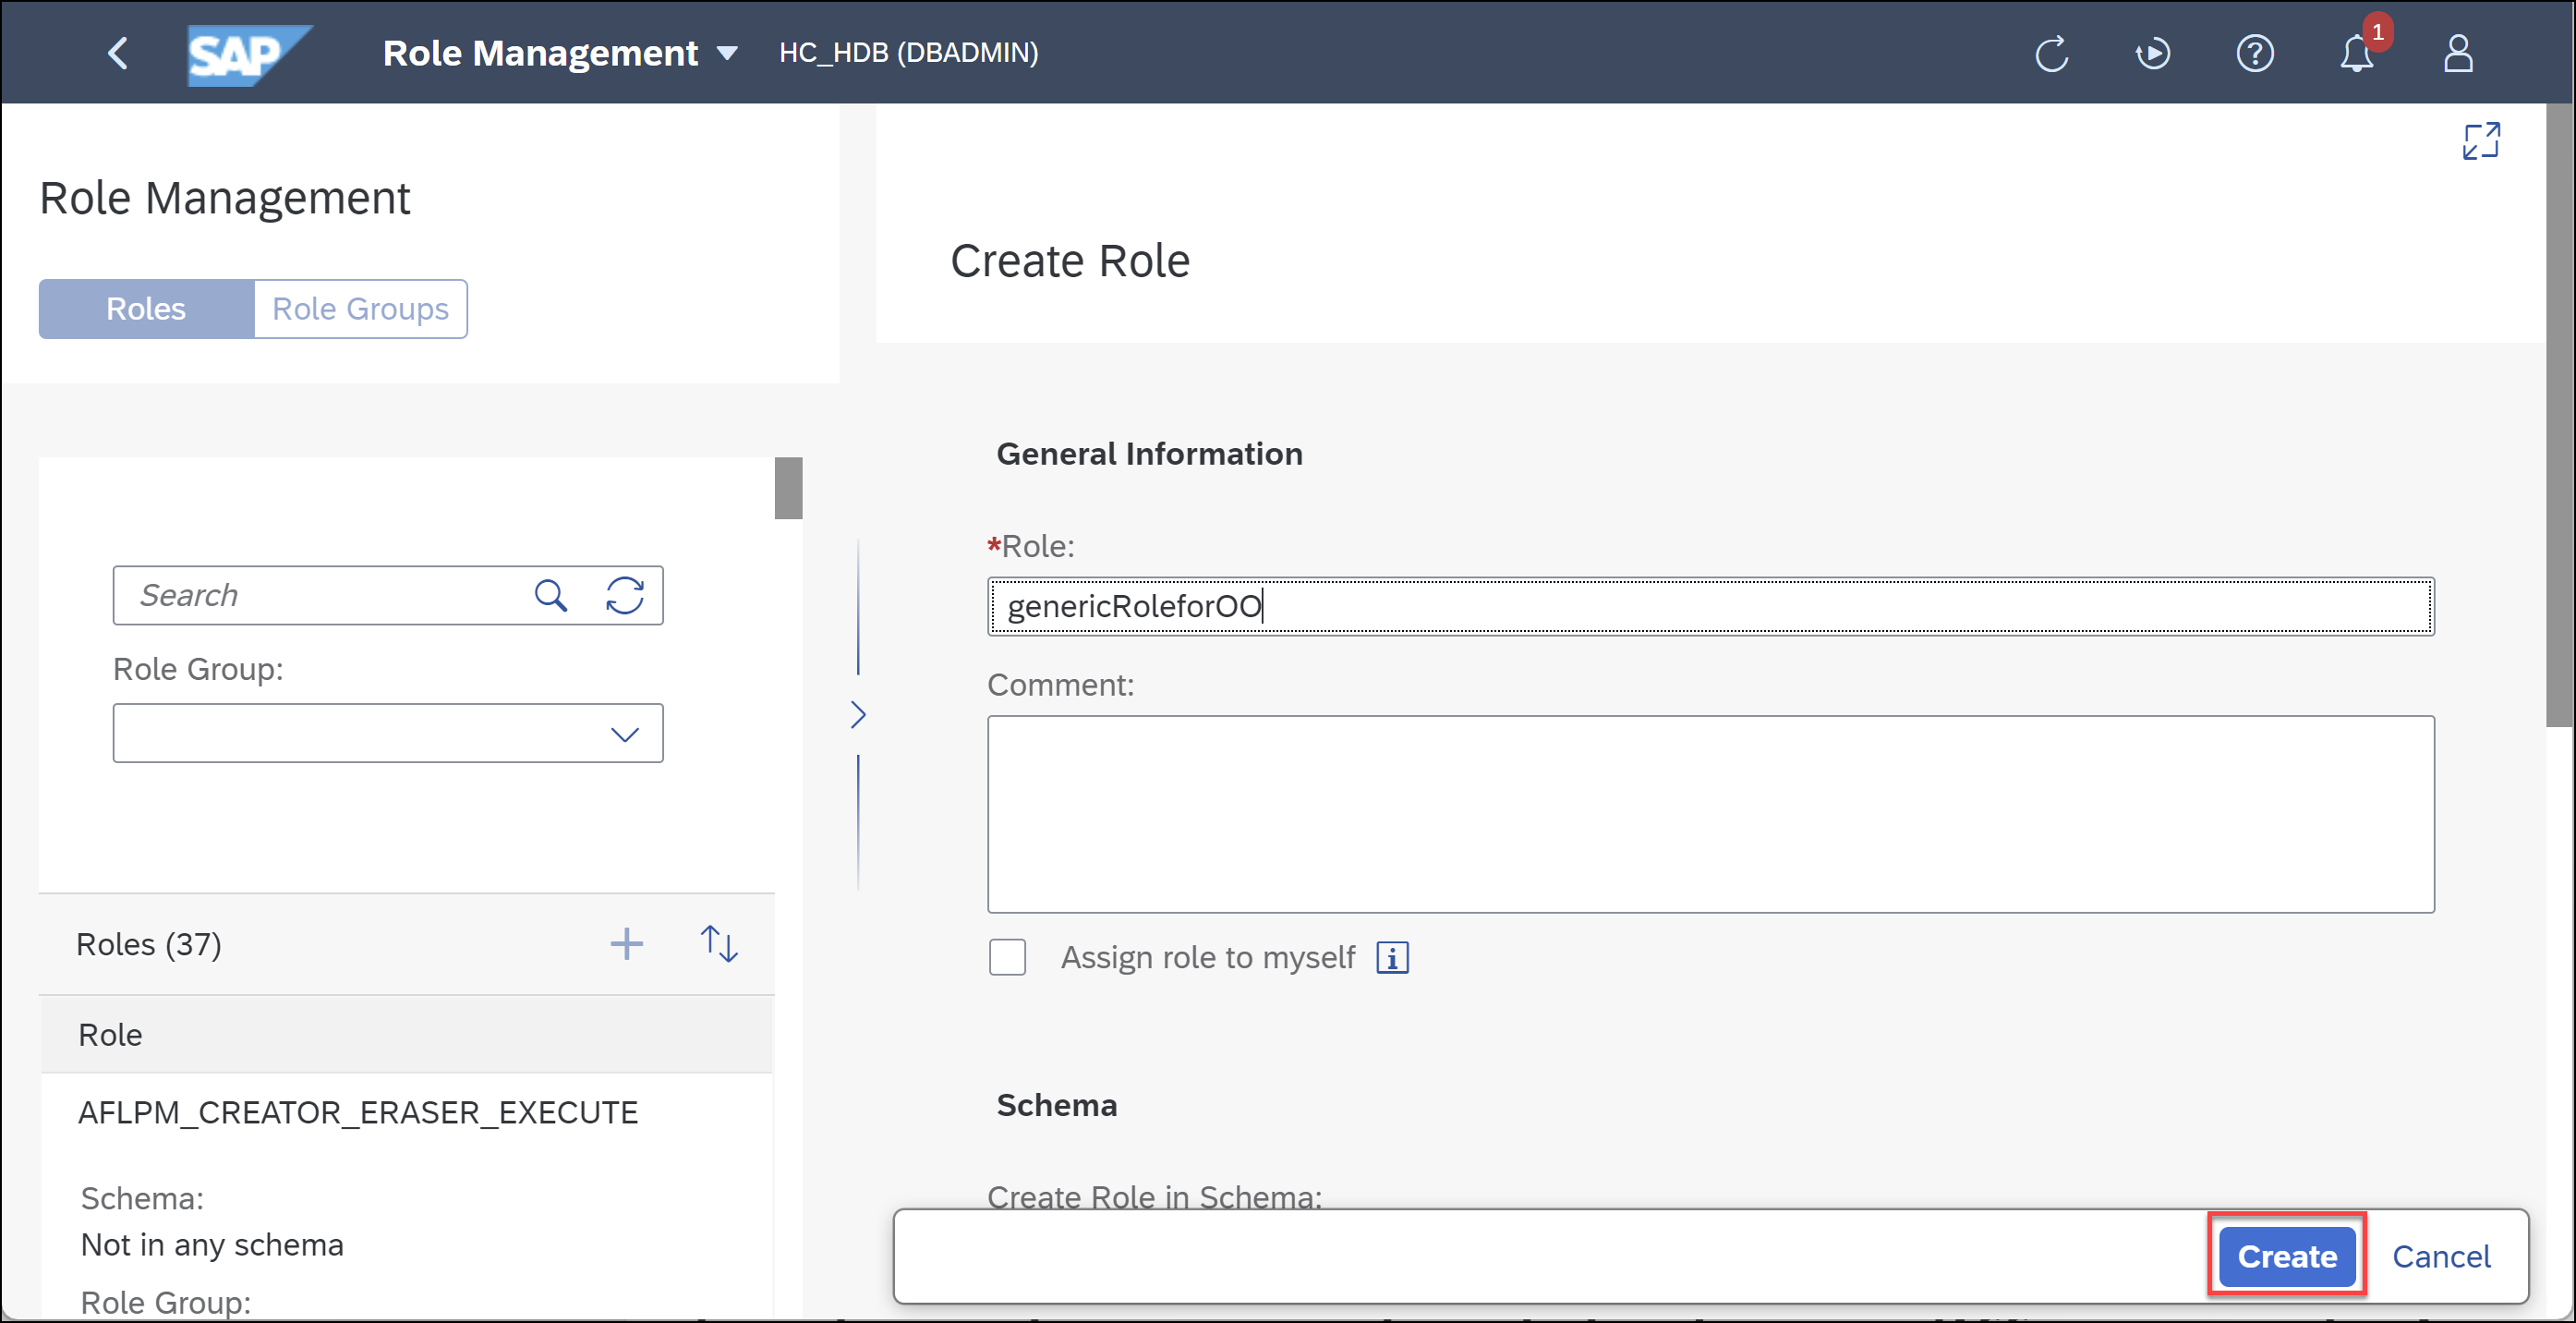 SAP Role Management HC_HDB (DBADMIN) 1
Role Management
Roles Role Groups
Search
Role Group:
Roles (37)
Role
AFLPM_CREATOR_ERASER_EXECUTE
Schema:
Not in any schema
Role Group:
Create Role
General Information
*Role:
genericRoleforOO
Comment:
Assign role to myself
Schema
Create Role in Schema:
Create Cancel